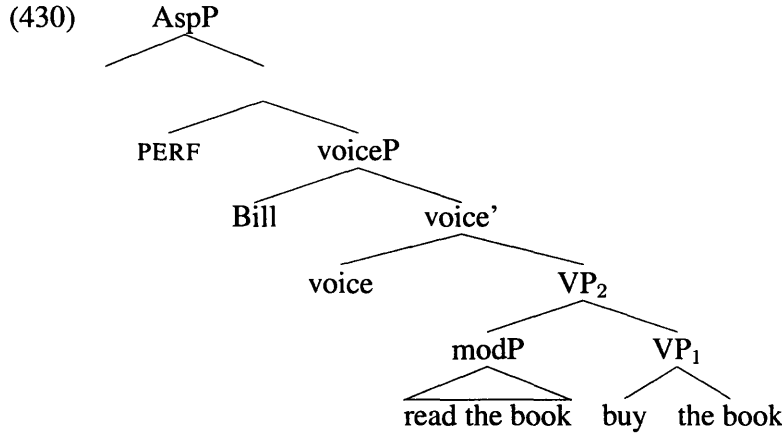 (430) AspP
PERF voiceP
Bill voice’
voice VP₂
modP VP₁
read the book buy the book